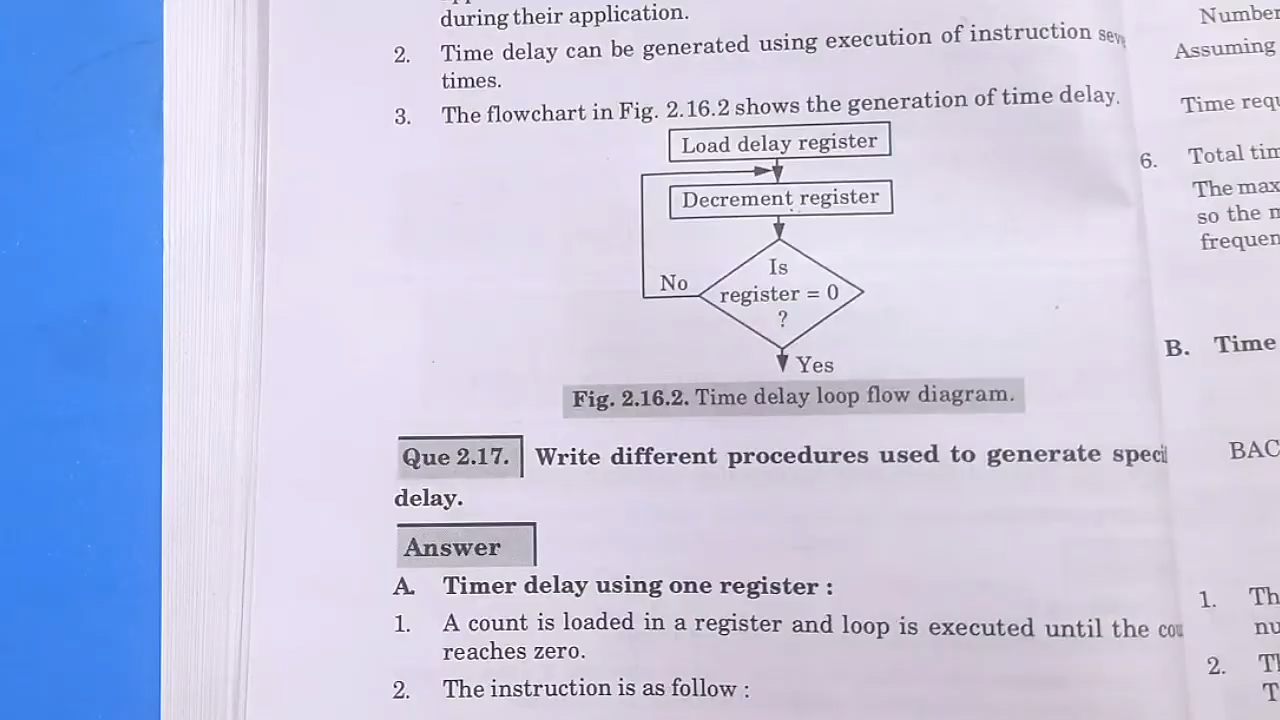 during their application.
2. Time delay can be generated using execution of instruction
times.
3. The flowchart in Fig. 2.16.2 shows the generation of time delay.
Load delay register
Decrement register
Is
register = 0
?
No
Yes
Fig. 2.16.2. Time delay loop flow diagram.
Que 2.17. Write different procedures used to generate
delay.
Answer
A. Timer delay using one register :
1. A count is loaded in a register and loop is executed until the
reaches zero.
2. The instruction is as follow :
Number
Assuming
Time
6. Total
The max
so the
B. Time
1.
2.